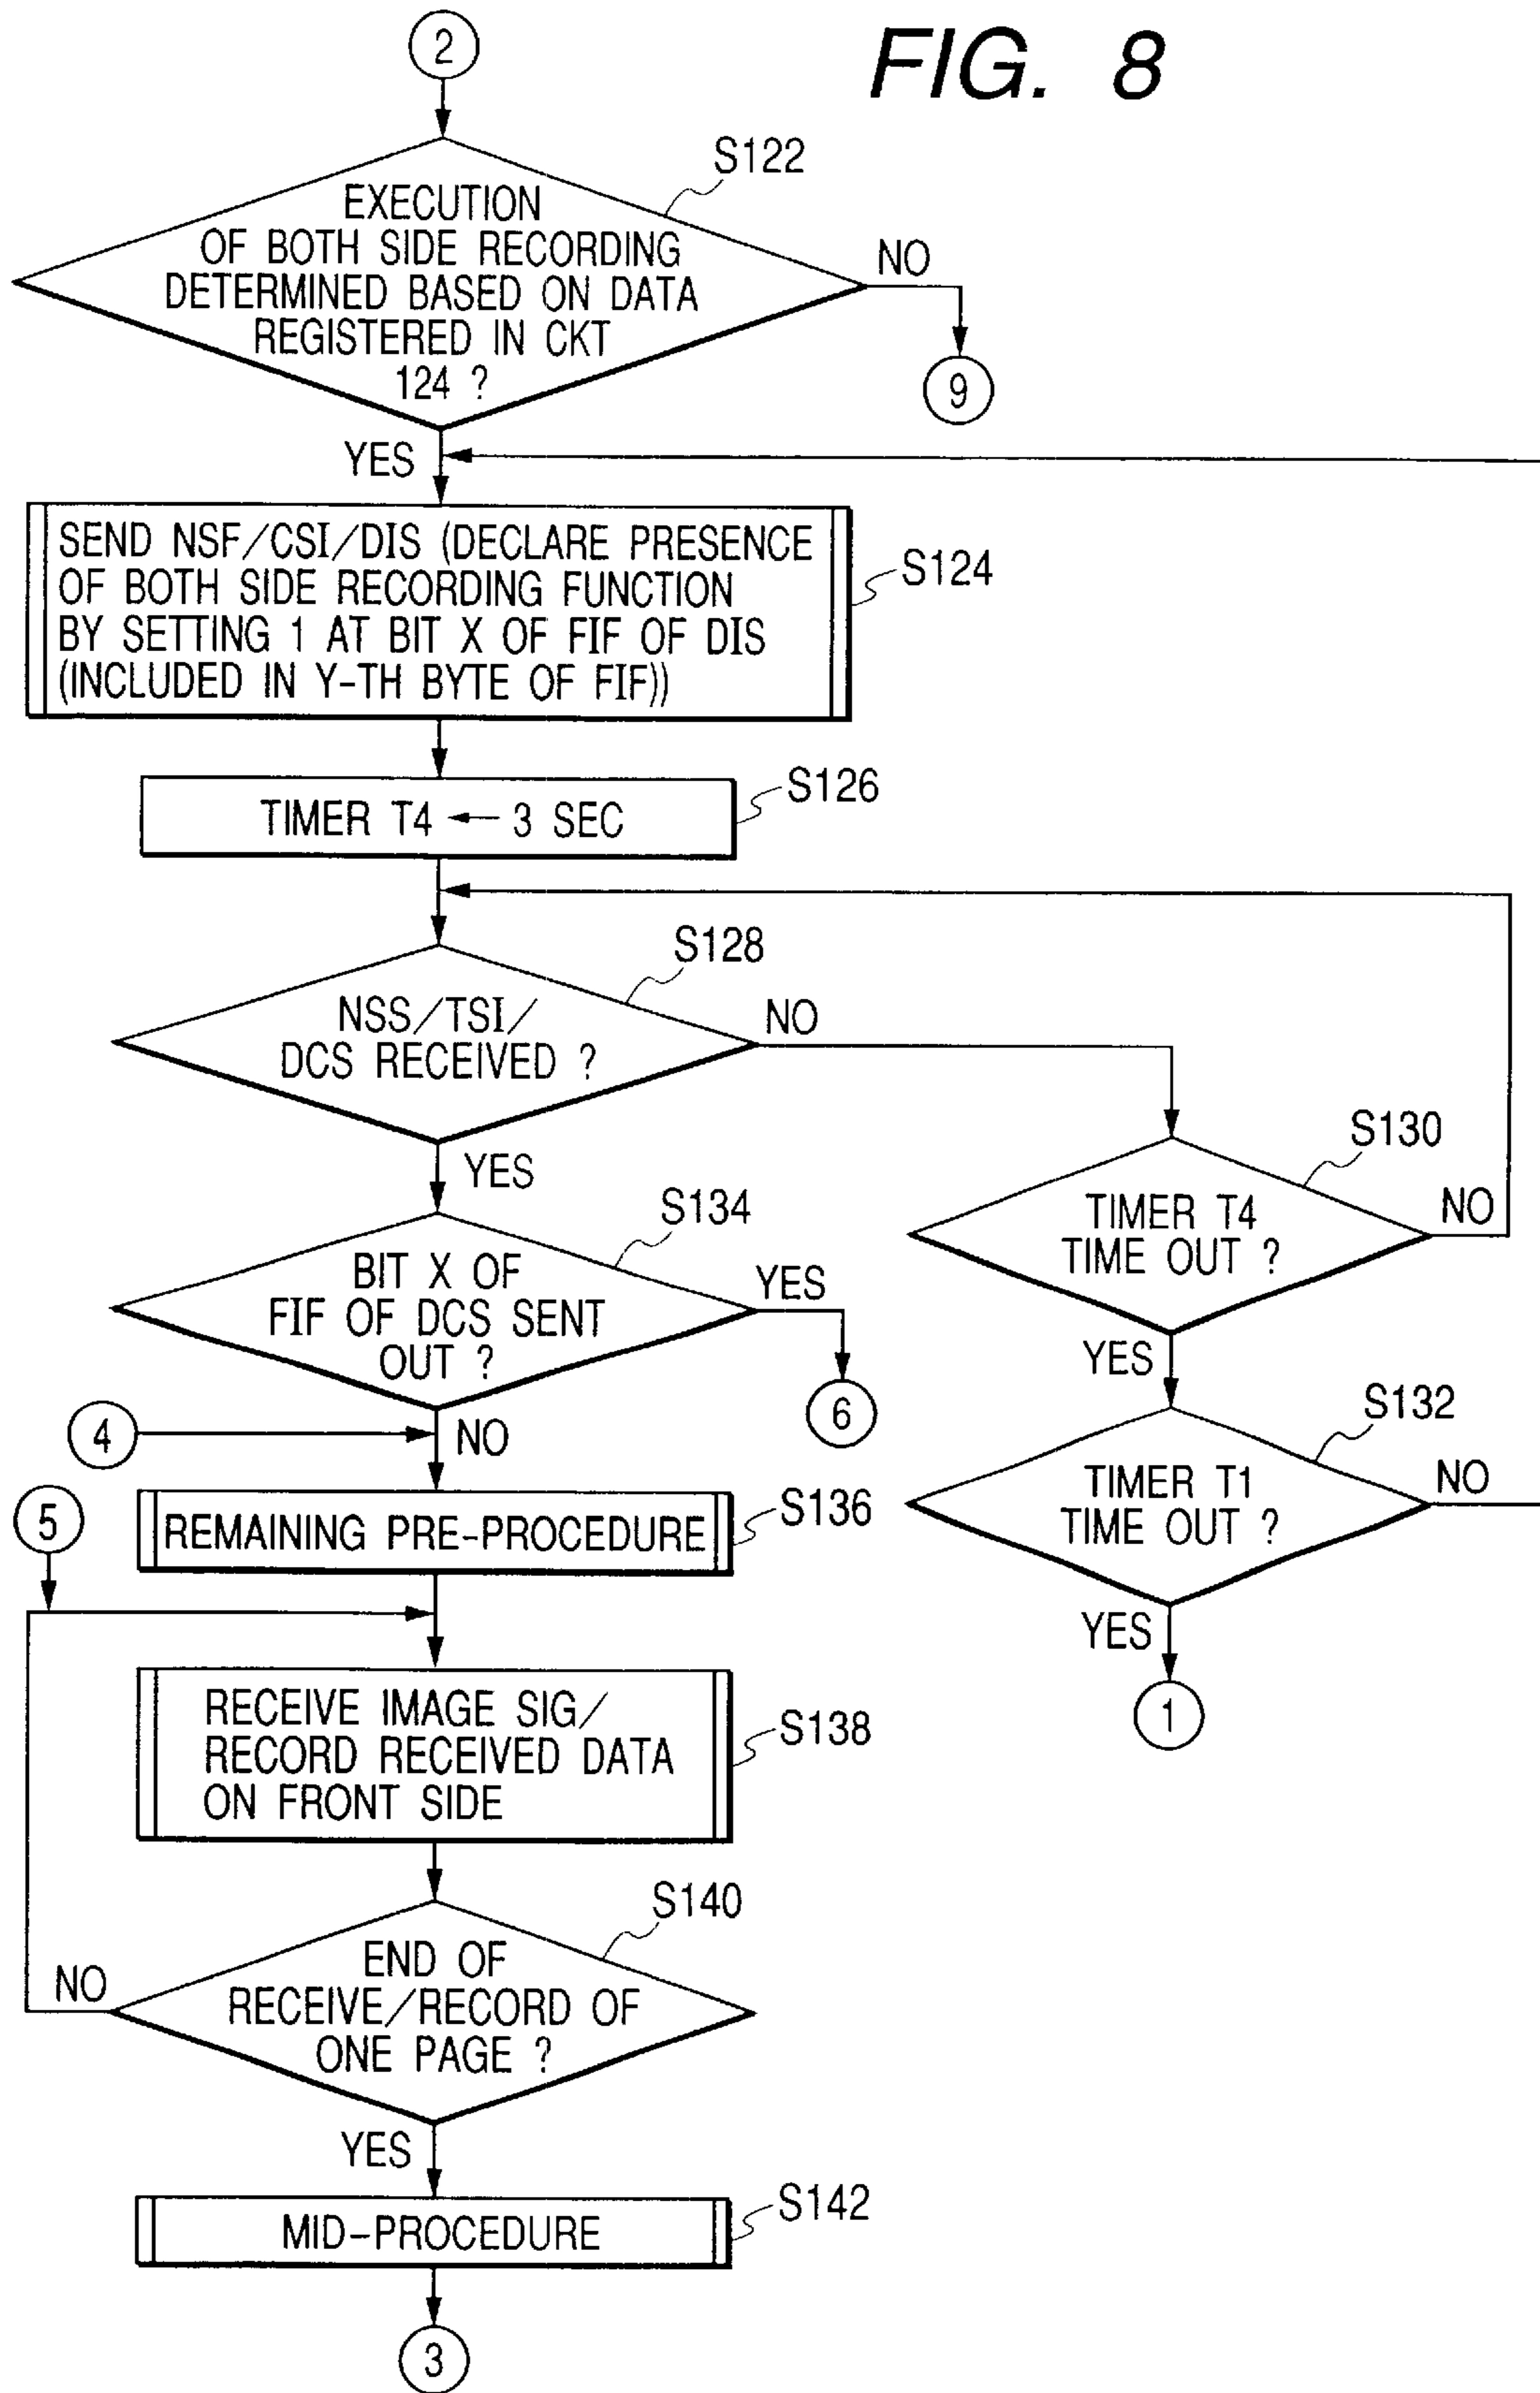 FIG. 8
2
S122
EXECUTION
OF BOTH SIDE RECORDING
DETERMINED BASED ON DATA
REGISTERED IN CKT
124 ?
NO
9
YES
SEND NSF/CSI/DIS (DECLARE PRESENCE
OF BOTH SIDE RECORDING FUNCTION
BY SETTING 1 AT BIT X OF FIF OF DIS
(INCLUDED IN Y-TH BYTE OF FIF))
S124
TIMER T4 ← 3 SEC
S126
S128
NSS/TSI/
DCS RECEIVED ?
NO
YES
S130
TIMER T4
TIME OUT ?
NO
YES
S134
BIT X OF
FIF OF DCS SENT
OUT ?
YES
6
S132
TIMER T1
TIME OUT ?
NO
YES
1
4
NO
5
REMAINING PRE-PROCEDURE
S136
RECEIVE IMAGE SIG/
RECORD RECEIVED DATA
ON FRONT SIDE
S138
S140
END OF
RECEIVE/RECORD OF
ONE PAGE ?
NO
YES
MID-PROCEDURE
S142
3